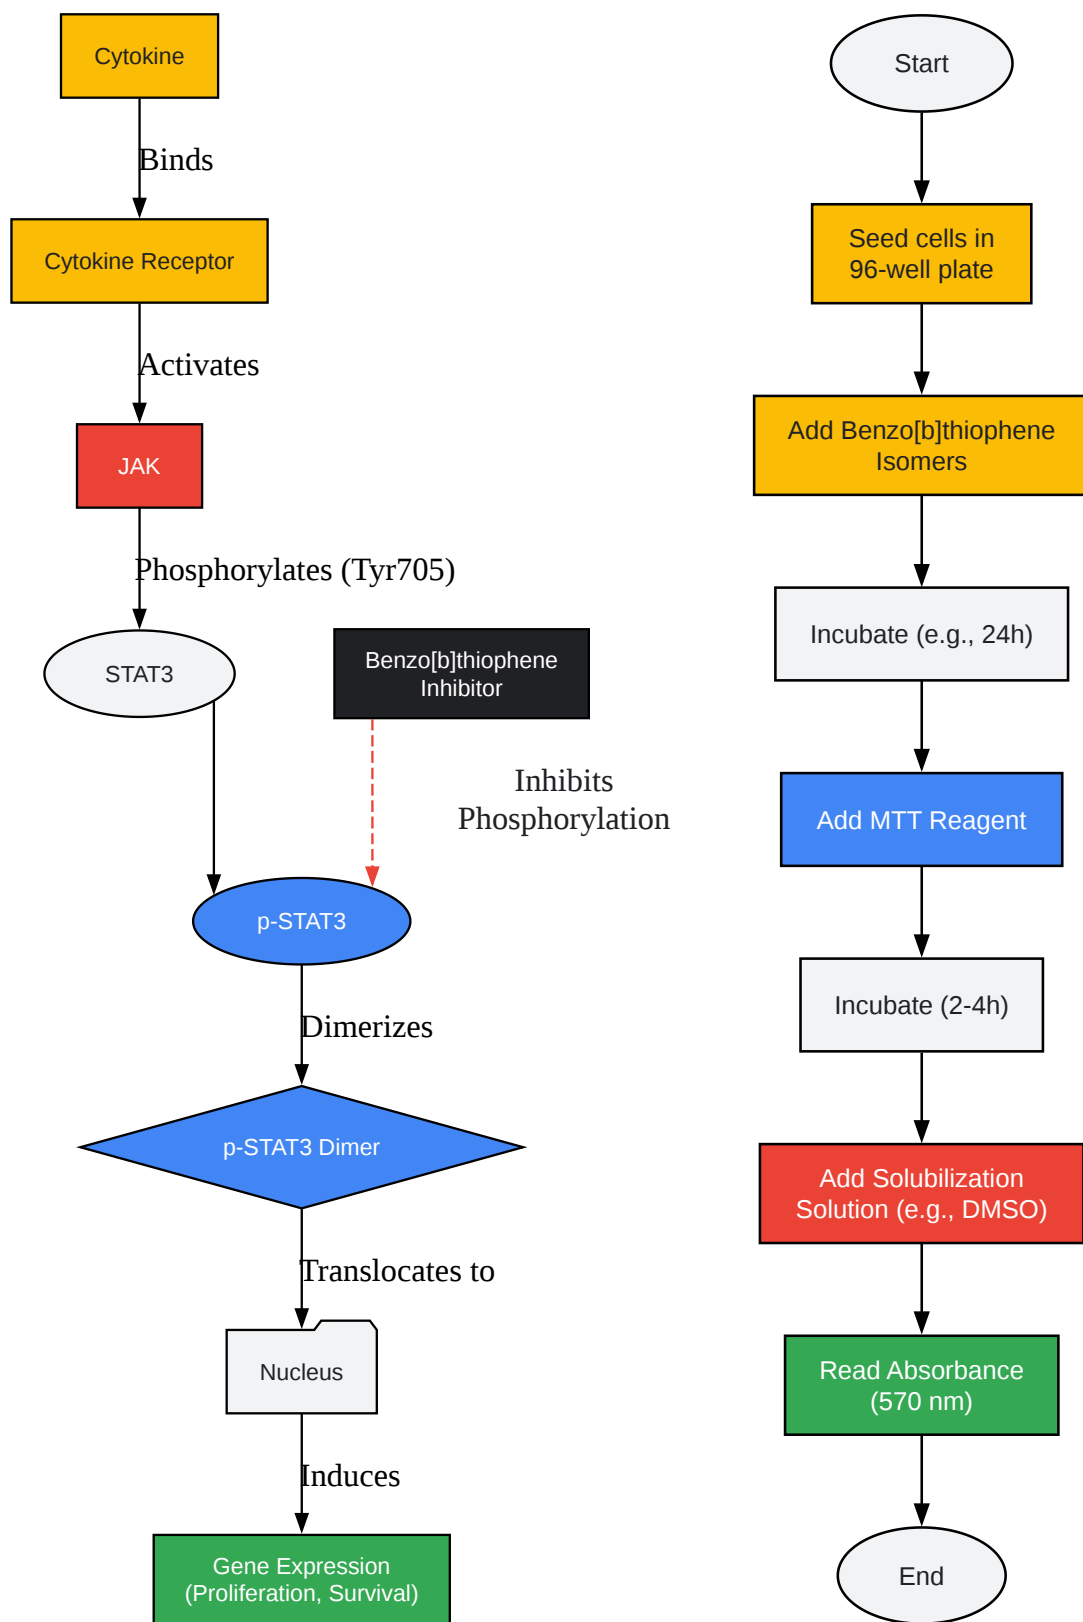 Cytokine
Binds
Cytokine Receptor
Activates
JAK
Phosphorylates (Tyr705)
STAT3
Benzo[b]thiophene
Inhibitor
Inhibits
Phosphorylation
p-STAT3
Dimerizes
p-STAT3 Dimer
Translocates to
Nucleus
Induces
Gene Expression
(Proliferation, Survival)
Start
Seed cells in
96-well plate
Add Benzo[b]thiophene
Isomers
Incubate (e.g., 24h)
Add MTT Reagent
Incubate (2-4h)
Add Solubilization
Solution (e.g., DMSO)
Read Absorbance
(570 nm)
End